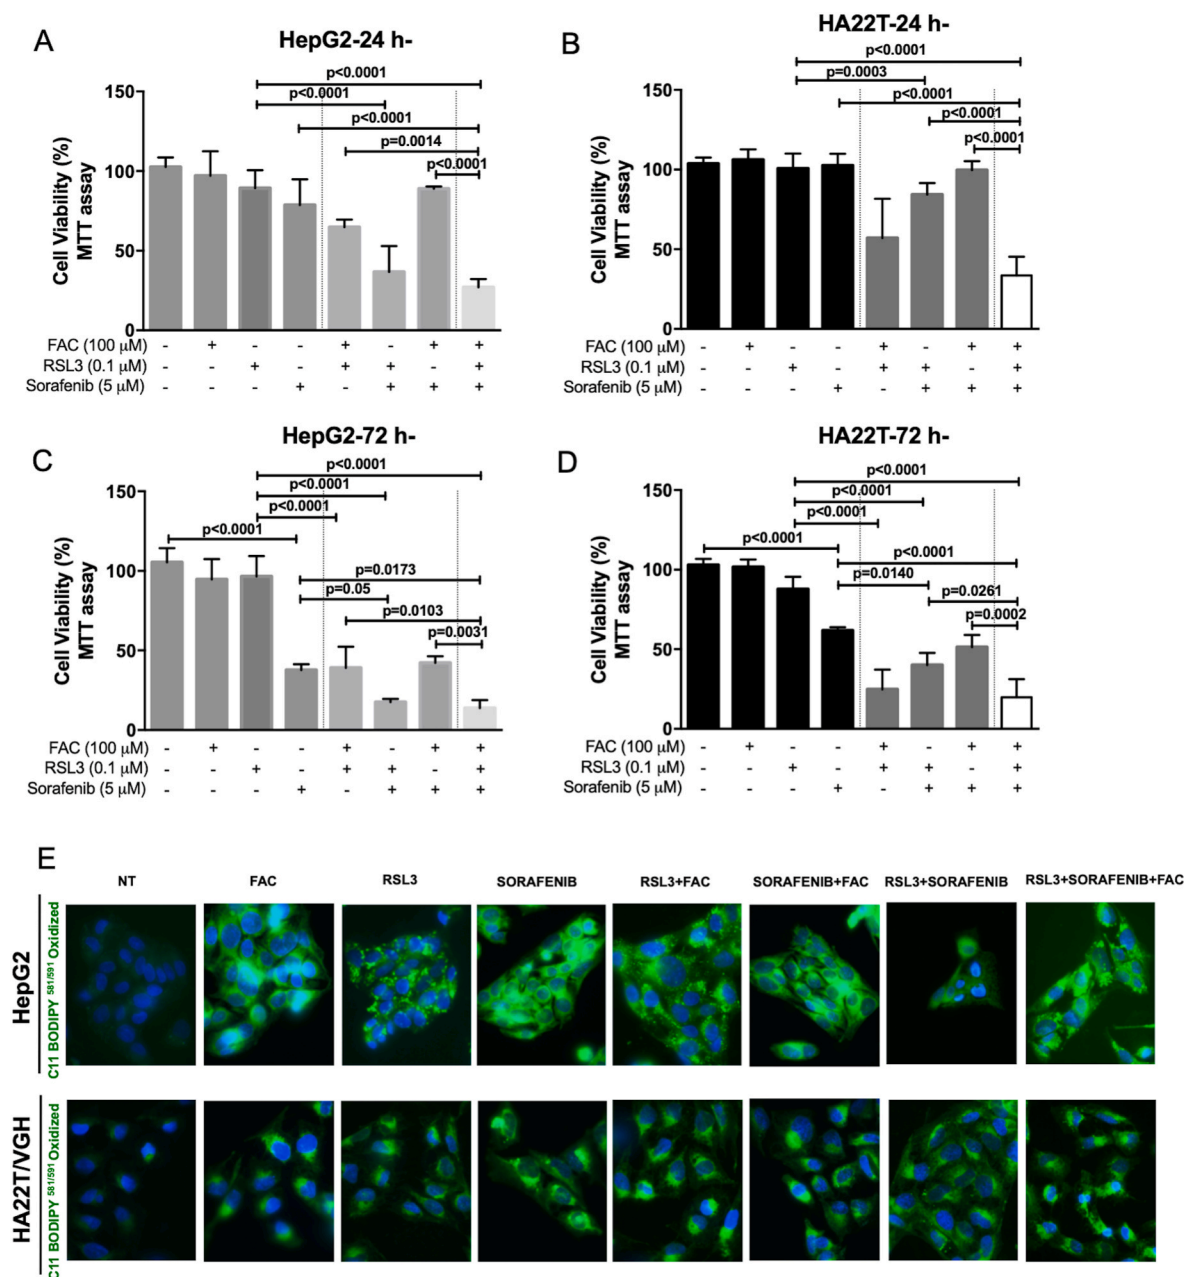 A
HepG2-24 h-
p<0.0001
p<0.0001
p<0.0001
p=0.0014
p<0.0001
Cell Viability (%)
MTT assay
150
100
50
0
FAC (100 μM) - + - - + - + +
RSL3 (0.1 μM) - - + - + + - +
Sorafenib (5 μM) - - - + - + + +
B
HA22T-24 h-
p<0.0001
p=0.0003
p<0.0001
p<0.0001
p<0.0001
Cell Viability (%)
MTT assay
150
100
50
0
FAC (100 μM) - + - - + - + +
RSL3 (0.1 μM) - - + - + + - +
Sorafenib (5 μM) - - - + - + + +
C
HepG2-72 h-
p<0.0001
p<0.0001
p<0.0001
p<0.0001
p=0.0173
p=0.05
p=0.0103
p=0.0031
Cell Viability (%)
MTT assay
150
100
50
0
FAC (100 μM) - + - - + - + +
RSL3 (0.1 μM) - - + - + + - +
Sorafenib (5 μM) - - - + - + + +
D
HA22T-72 h-
p<0.0001
p<0.0001
p<0.0001
p<0.0001
p<0.0001
p=0.0140
p=0.0261
p=0.0002
Cell Viability (%)
MTT assay
150
100
50
0
FAC (100 μM) - + - - + - + +
RSL3 (0.1 μM) - - + - + + - +
Sorafenib (5 μM) - - - + - + + +
E
NT FAC RSL3 SORAFENIB RSL3+FAC SORAFENIB+FAC RSL3+SORAFENIB RSL3+SORAFENIB+FAC
HepG2
C11 BODIPY 581/591 Oxidized
HA22T/VGH
C11 BODIPY 581/591 Oxidized